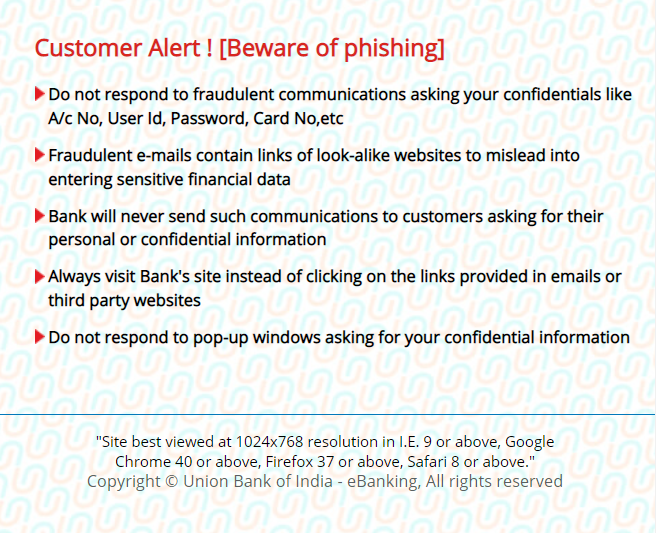 Customer Alert ! [Beware of phishing]
Do not respond to fraudulent communications asking your confidentials like
A/c No, User Id, Password, Card No,etc
Fraudulent e-mails contain links of look-alike websites to mislead into
entering sensitive financial data
Bank will never send such communications to customers asking for their
personal or confidential information
Always visit Bank's site instead of clicking on the links provided in emails or
third party websites
Do not respond to pop-up windows asking for your confidential information
"Site best viewed at 1024x768 resolution in I.E. 9 or above, Google
Chrome 40 or above, Firefox 37 or above, Safari 8 or above."
Copyright © Union Bank of India - eBanking, All rights reserved